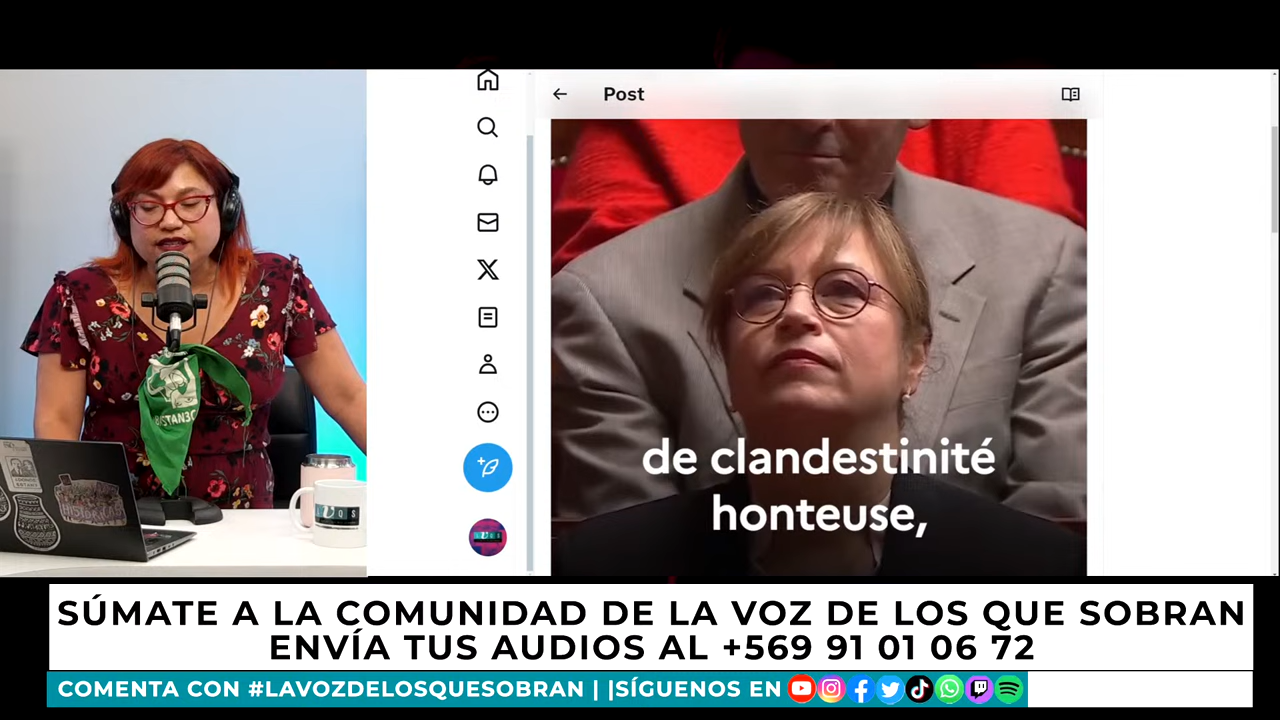 Post
de clandestinité
honteuse,
HISTORIA
SÚMATE A LA COMUNIDAD DE LA VOZ DE LOS QUE SOBRAN
ENVÍA TUS AUDIOS AL +569 91 01 06 72
COMENTA CON #LAVOZDELOSQUESOBRAN | |SÍGUENOS EN